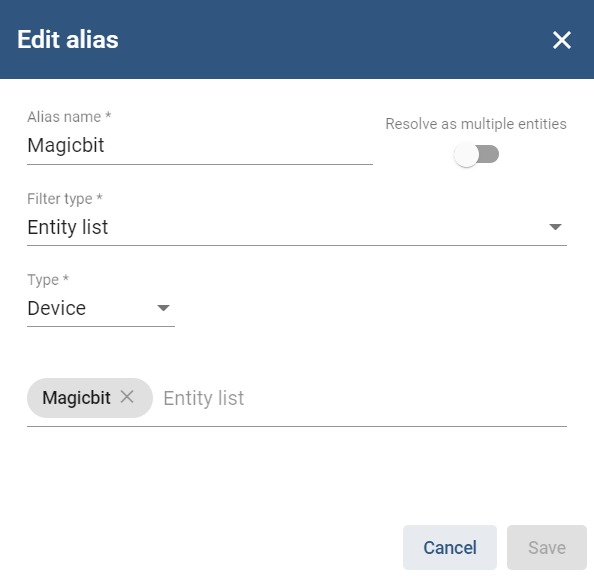 Edit alias
Alias name *
Resolve as multiple entities
Magicbit
Filter type *
Entity list
Type *
Device
Magicbit Entity list
Cancel Save